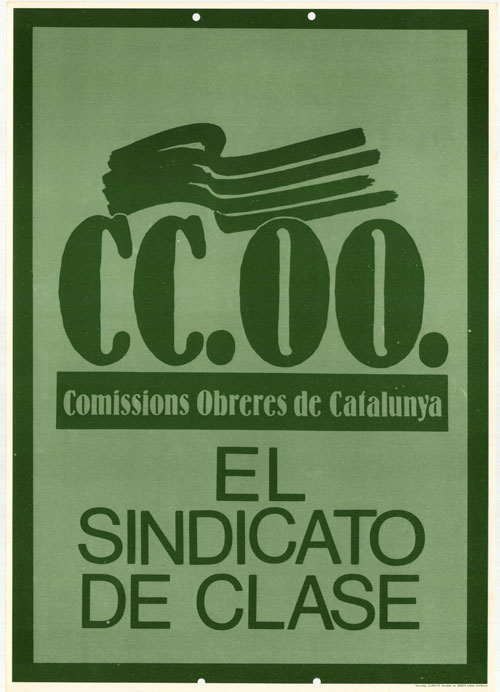 CC.OO.
Comissions Obreres de Catalunya
EL
SINDICATO
DE CLASE